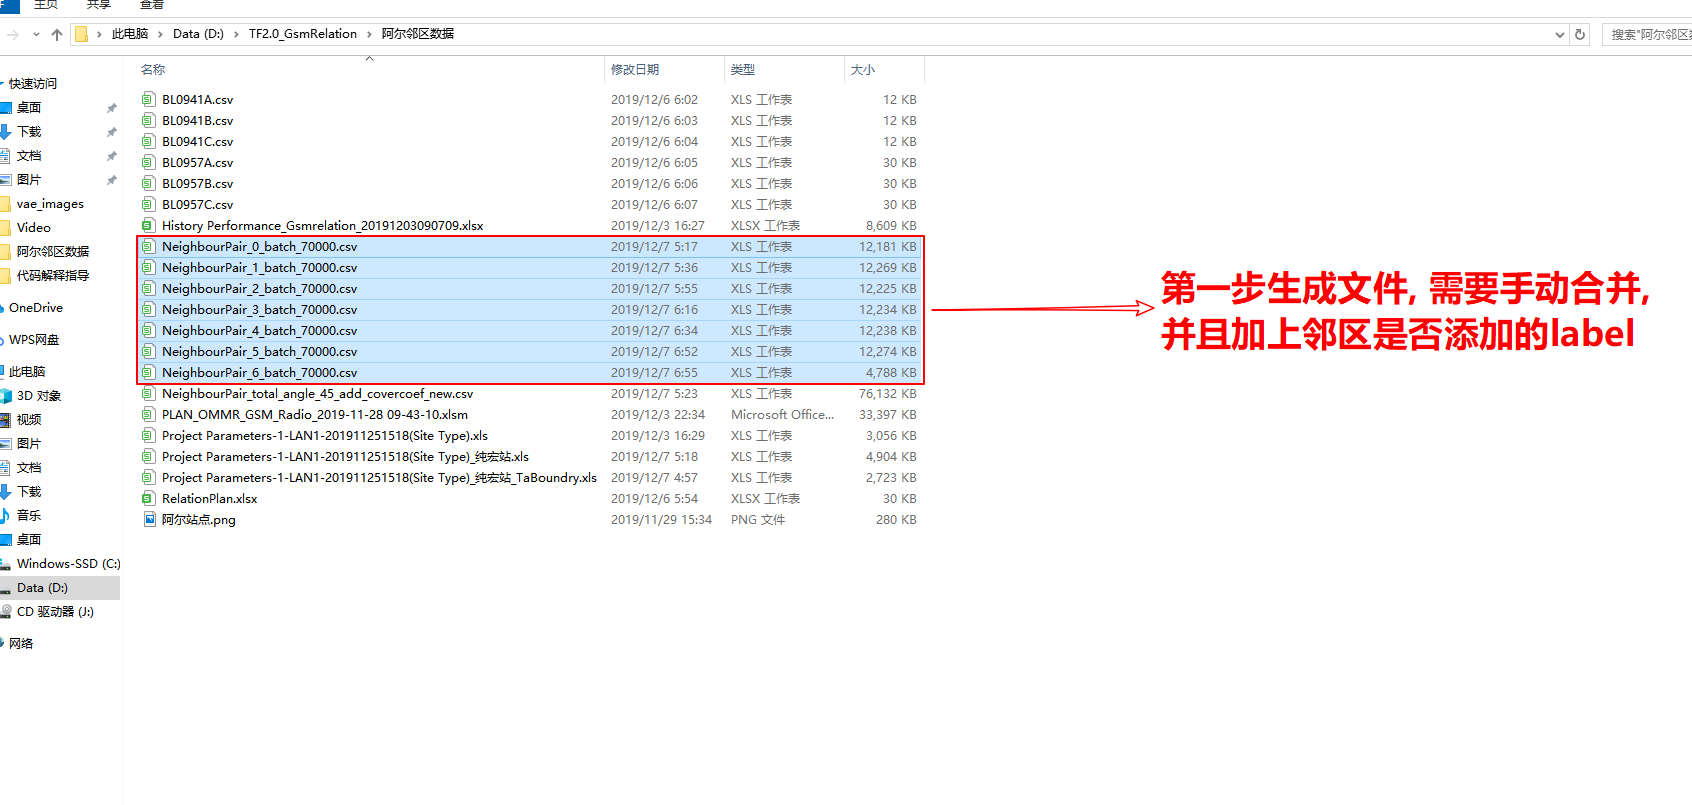 主页 共享 查看
此电脑 > Data (D:) > TF2.0_GsmRelation > 阿尔邻区数据
搜索"阿尔邻区
名称 修改日期 类型 大小
快速访问
桌面
下载
文档
图片
vae_images
Video
阿尔邻区数据
代码解释指导
OneDrive
WPS网盘
此电脑
3D 对象
视频
图片
文档
下载
音乐
桌面
Windows-SSD (C:)
Data (D:)
CD 驱动器 (J:)
网络
BL0941A.csv 2019/12/6 6:02 XLS 工作表 12 KB
BL0941B.csv 2019/12/6 6:03 XLS 工作表 12 KB
BL0941C.csv 2019/12/6 6:04 XLS 工作表 12 KB
BL0957A.csv 2019/12/6 6:05 XLS 工作表 30 KB
BL0957B.csv 2019/12/6 6:06 XLS 工作表 30 KB
BL0957C.csv 2019/12/6 6:07 XLS 工作表 30 KB
History Performance_Gsmrelation_20191203090709.xlsx 2019/12/3 16:27 XLSX 工作表 8,609 KB
NeighbourPair_0_batch_70000.csv 2019/12/7 5:17 XLS 工作表 12,181 KB
NeighbourPair_1_batch_70000.csv 2019/12/7 5:36 XLS 工作表 12,269 KB
NeighbourPair_2_batch_70000.csv 2019/12/7 5:55 XLS 工作表 12,225 KB
NeighbourPair_3_batch_70000.csv 2019/12/7 6:16 XLS 工作表 12,234 KB
NeighbourPair_4_batch_70000.csv 2019/12/7 6:34 XLS 工作表 12,238 KB
NeighbourPair_5_batch_70000.csv 2019/12/7 6:52 XLS 工作表 12,274 KB
NeighbourPair_6_batch_70000.csv 2019/12/7 6:55 XLS 工作表 4,788 KB
NeighbourPair_total_angle_45_add_covercoef_new.csv 2019/12/7 5:23 XLS 工作表 76,132 KB
PLAN_OMMR_GSM_Radio_2019-11-28 09-43-10.xlsm 2019/12/3 22:34 Microsoft Office... 33,397 KB
Project Parameters-1-LAN1-201911251518(Site Type).xls 2019/12/3 16:29 XLS 工作表 3,056 KB
Project Parameters-1-LAN1-201911251518(Site Type)_纯宏站.xls 2019/12/7 5:18 XLS 工作表 4,904 KB
Project Parameters-1-LAN1-201911251518(Site Type)_纯宏站_TaBoundry.xls 2019/12/7 4:57 XLS 工作表 2,723 KB
RelationPlan.xlsx 2019/12/6 5:54 XLSX 工作表 30 KB
阿尔站点.png 2019/11/29 15:34 PNG 文件 280 KB
第一步生成文件, 需要手动合并,
并且加上邻区是否添加的label